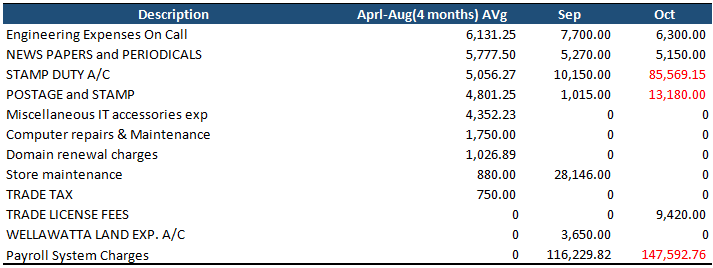 Description Aprl-Aug(4 months) AVg Sep Oct
Engineering Expenses On Call 6,131.25 7,700.00 6,300.00
NEWS PAPERS and PERIODICALS 5,777.50 5,270.00 5,150.00
STAMP DUTY A/C 5,056.27 10,150.00 85,569.15
POSTAGE and STAMP 4,801.25 1,015.00 13,180.00
Miscellaneous IT accessories exp 4,352.23 0 0
Computer repairs & Maintenance 1,750.00 0 0
Domain renewal charges 1,026.89 0 0
Store maintenance 880.00 28,146.00 0
TRADE TAX 750.00 0 0
TRADE LICENSE FEES 0 0 9,420.00
WELLAWATTA LAND EXP. A/C 0 3,650.00 0
Payroll System Charges 0 116,229.82 147,592.76